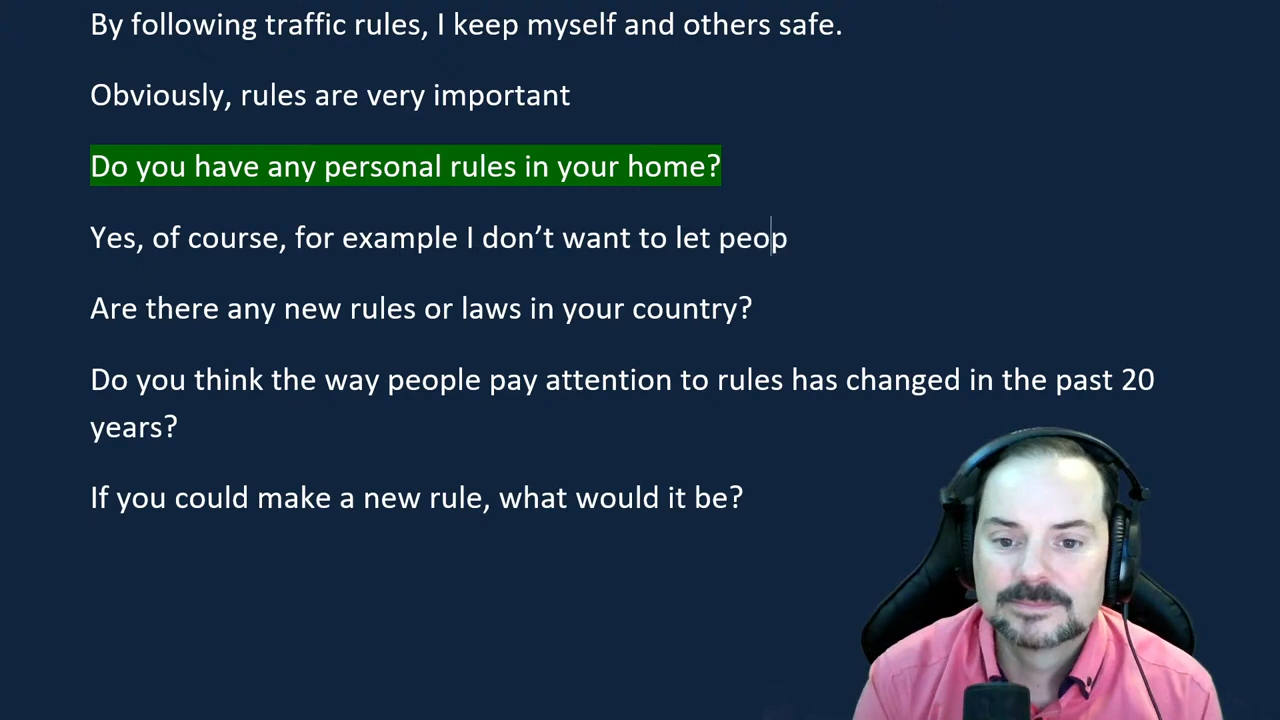 By following traffic rules, I keep myself and others safe.
Obviously, rules are very important
Do you have any personal rules in your home?
Yes, of course, for example I don’t want to let peop
Are there any new rules or laws in your country?
Do you think the way people pay attention to rules has changed in the past 20
years?
If you could make a new rule, what would it be?